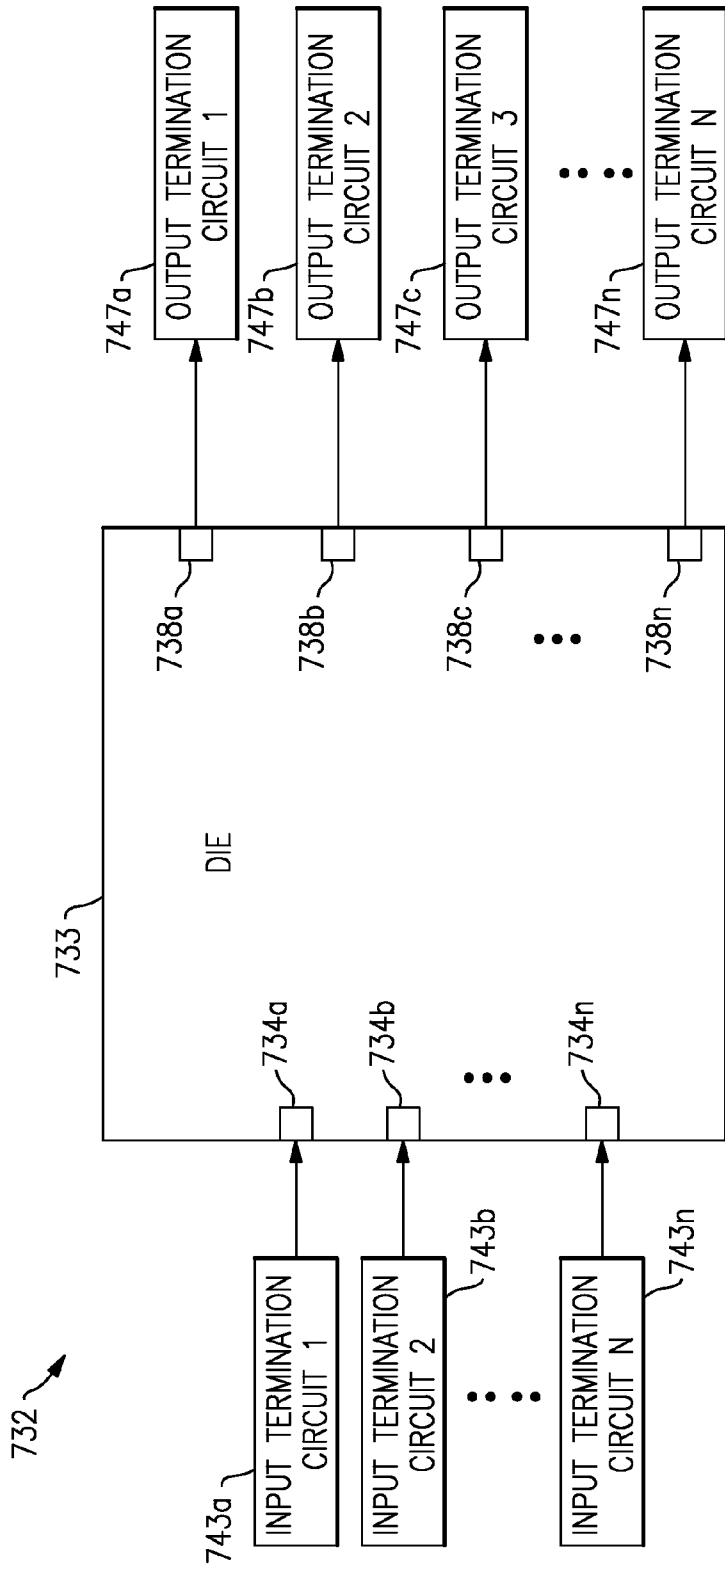 732
743a
INPUT TERMINATION
CIRCUIT 1
INPUT TERMINATION
CIRCUIT 2
743b
INPUT TERMINATION
CIRCUIT N
743n
733
DIE
734a
734b
734n
738a
738b
738c
738n
747a
OUTPUT TERMINATION
CIRCUIT 1
747b
OUTPUT TERMINATION
CIRCUIT 2
747c
OUTPUT TERMINATION
CIRCUIT 3
747n
OUTPUT TERMINATION
CIRCUIT N